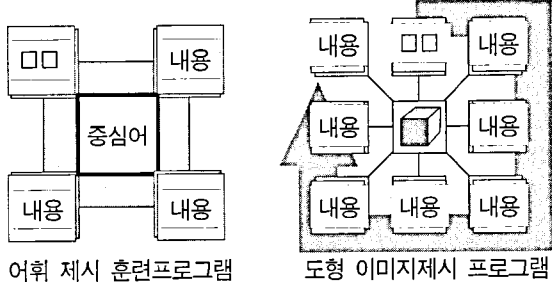 □□ 내용
중심어
내용 내용
어휘 제시 훈련프로그램
내용 □□ 내용
내용 내용
내용 내용 내용
도형 이미지제시 프로그램